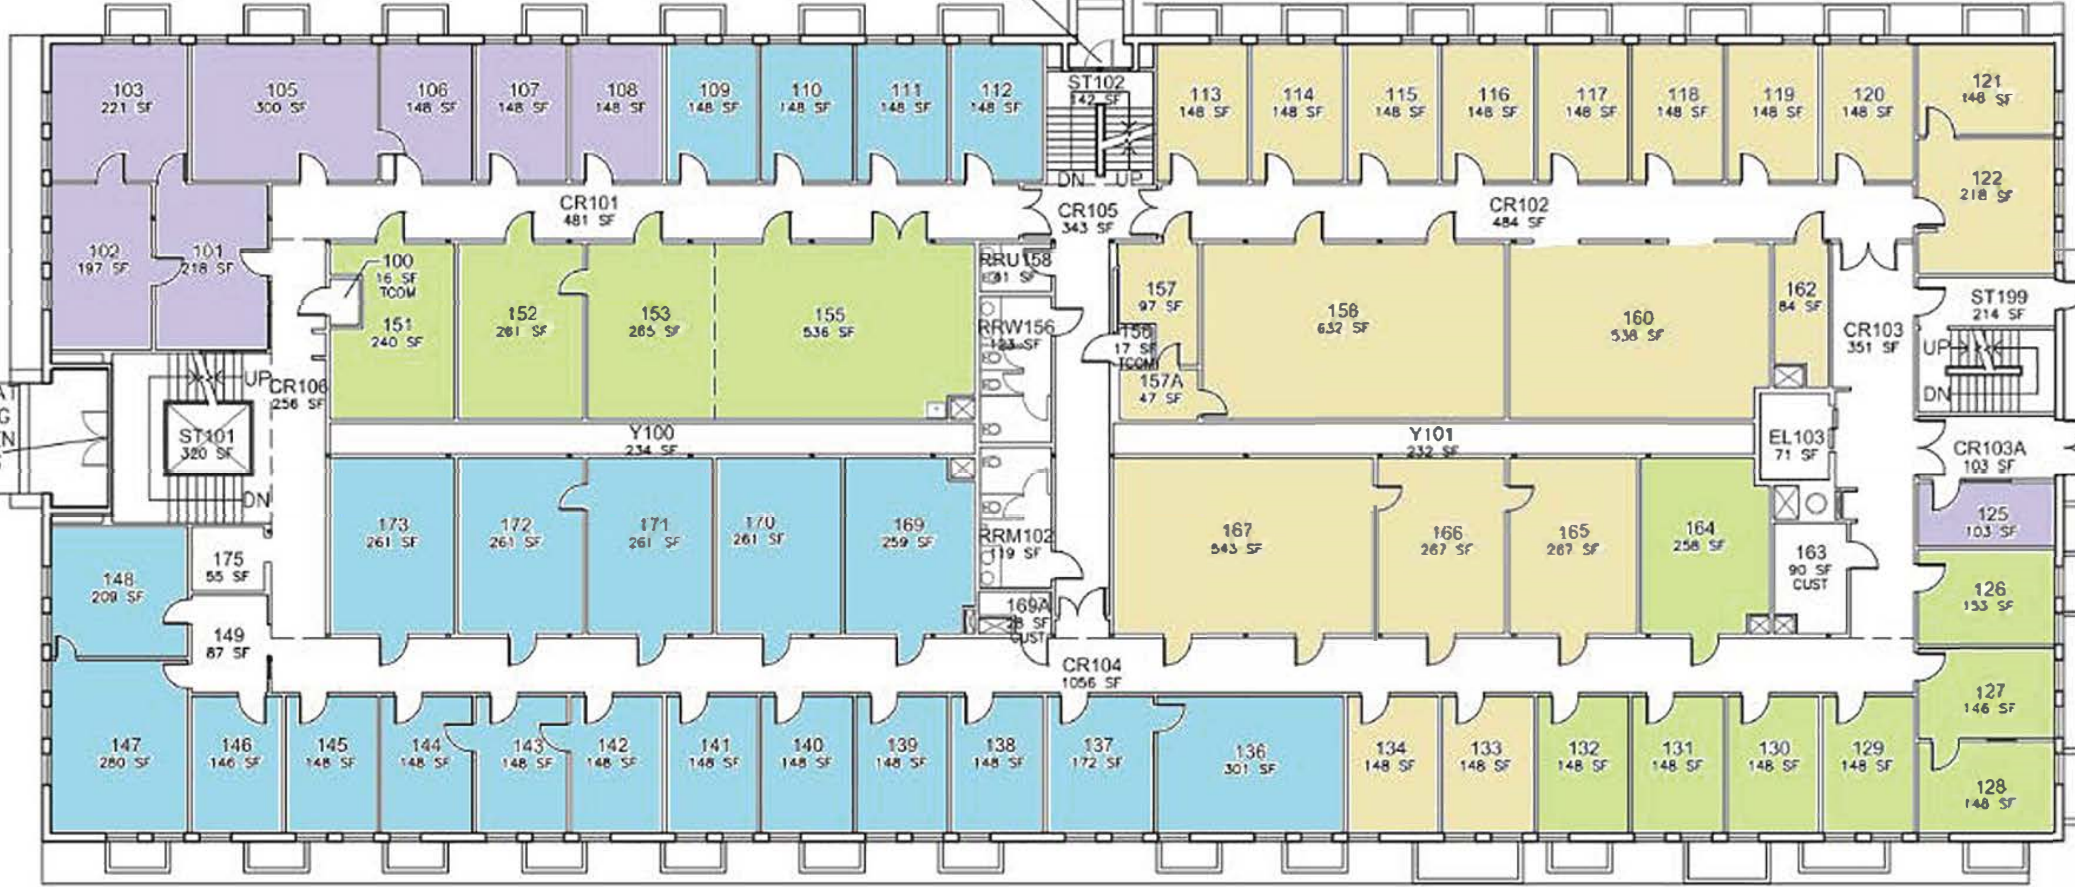 103
221 SF
105
300 SF
106
148 SF
107
148 SF
108
148 SF
109
148 SF
110
148 SF
111
148 SF
112
148 SF
ST102
142 SF
DN
UP
113
148 SF
114
148 SF
115
148 SF
116
148 SF
117
148 SF
118
148 SF
119
148 SF
120
148 SF
121
148 SF
122
218 SF
102
197 SF
101
218 SF
CR101
481 SF
CR105
343 SF
CR102
484 SF
100
16 SF
TCOM
151
240 SF
152
261 SF
153
265 SF
155
536 SF
RRU158
61 SF
RRW156
123 SF
157
97 SF
17 SF
TCOM
157A
47 SF
158
632 SF
160
538 SF
162
84 SF
CR103
351 SF
ST199
214 SF
UP
DN
UP
CR106
256 SF
ST101
320 SF
DN
Y100
234 SF
Y101
232 SF
EL103
71 SF
CR103A
103 SF
173
261 SF
172
261 SF
171
261 SF
170
261 SF
169
259 SF
RRM102
119 SF
169A
28 SF
CUST
167
543 SF
166
267 SF
165
267 SF
164
258 SF
163
90 SF
CUST
125
103 SF
126
153 SF
127
146 SF
128
148 SF
148
209 SF
175
55 SF
149
87 SF
CR104
1056 SF
147
280 SF
146
146 SF
145
148 SF
144
148 SF
143
148 SF
142
148 SF
141
148 SF
140
148 SF
139
148 SF
138
148 SF
137
172 SF
136
301 SF
134
148 SF
133
148 SF
132
148 SF
131
148 SF
130
148 SF
129
148 SF